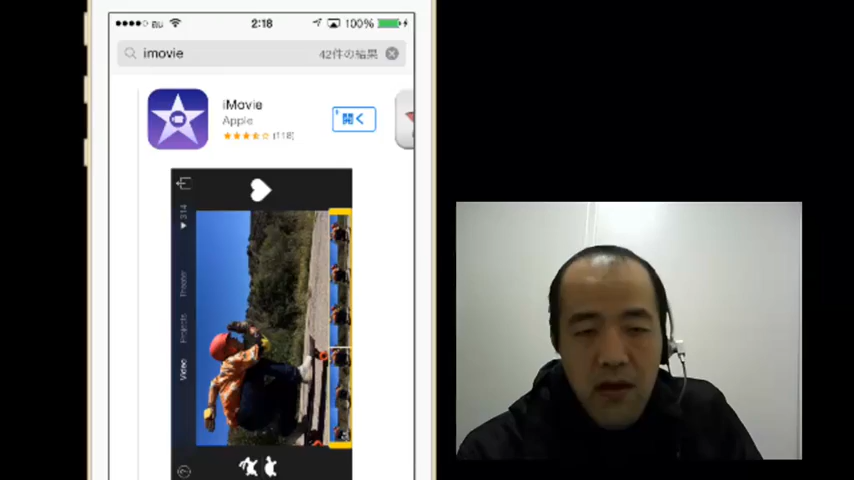 au 2:18 100%
imovie 42件の結果
iMovie
Apple
(118)
開く
314
Theater
Projects
Video
?